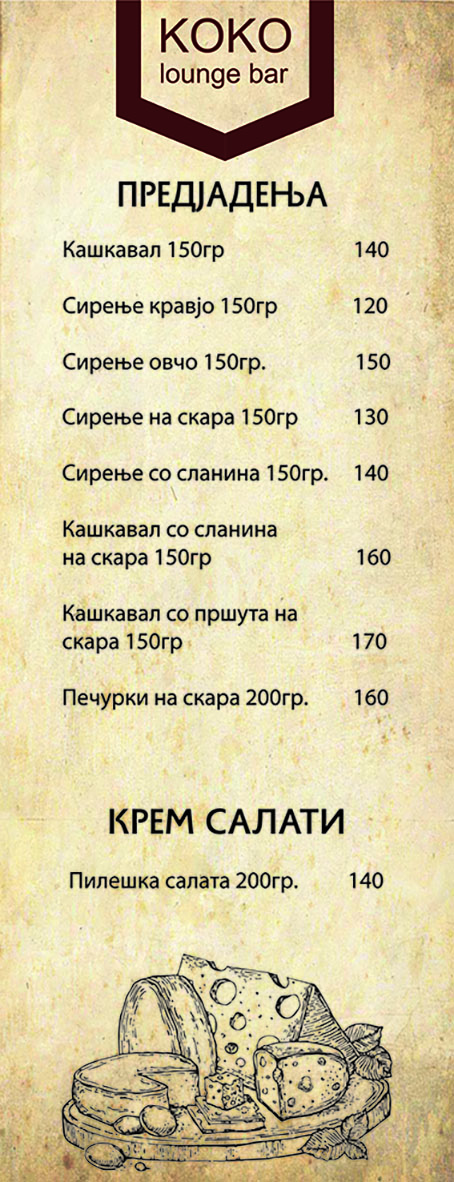 KOKO
lounge bar
ПРЕДЈАДЕЊА
Кашкавал 150гр 140
Сирење кравјо 150гр 120
Сирење овчо 150гр. 150
Сирење на скара 150гр 130
Сирење со сланина 150гр. 140
Кашкавал со сланина
на скара 150гр 160
Кашкавал со пршута на
скара 150гр 170
Печурки на скара 200гр. 160
КРЕМ САЛАТИ
Пилешка салата 200гр. 140